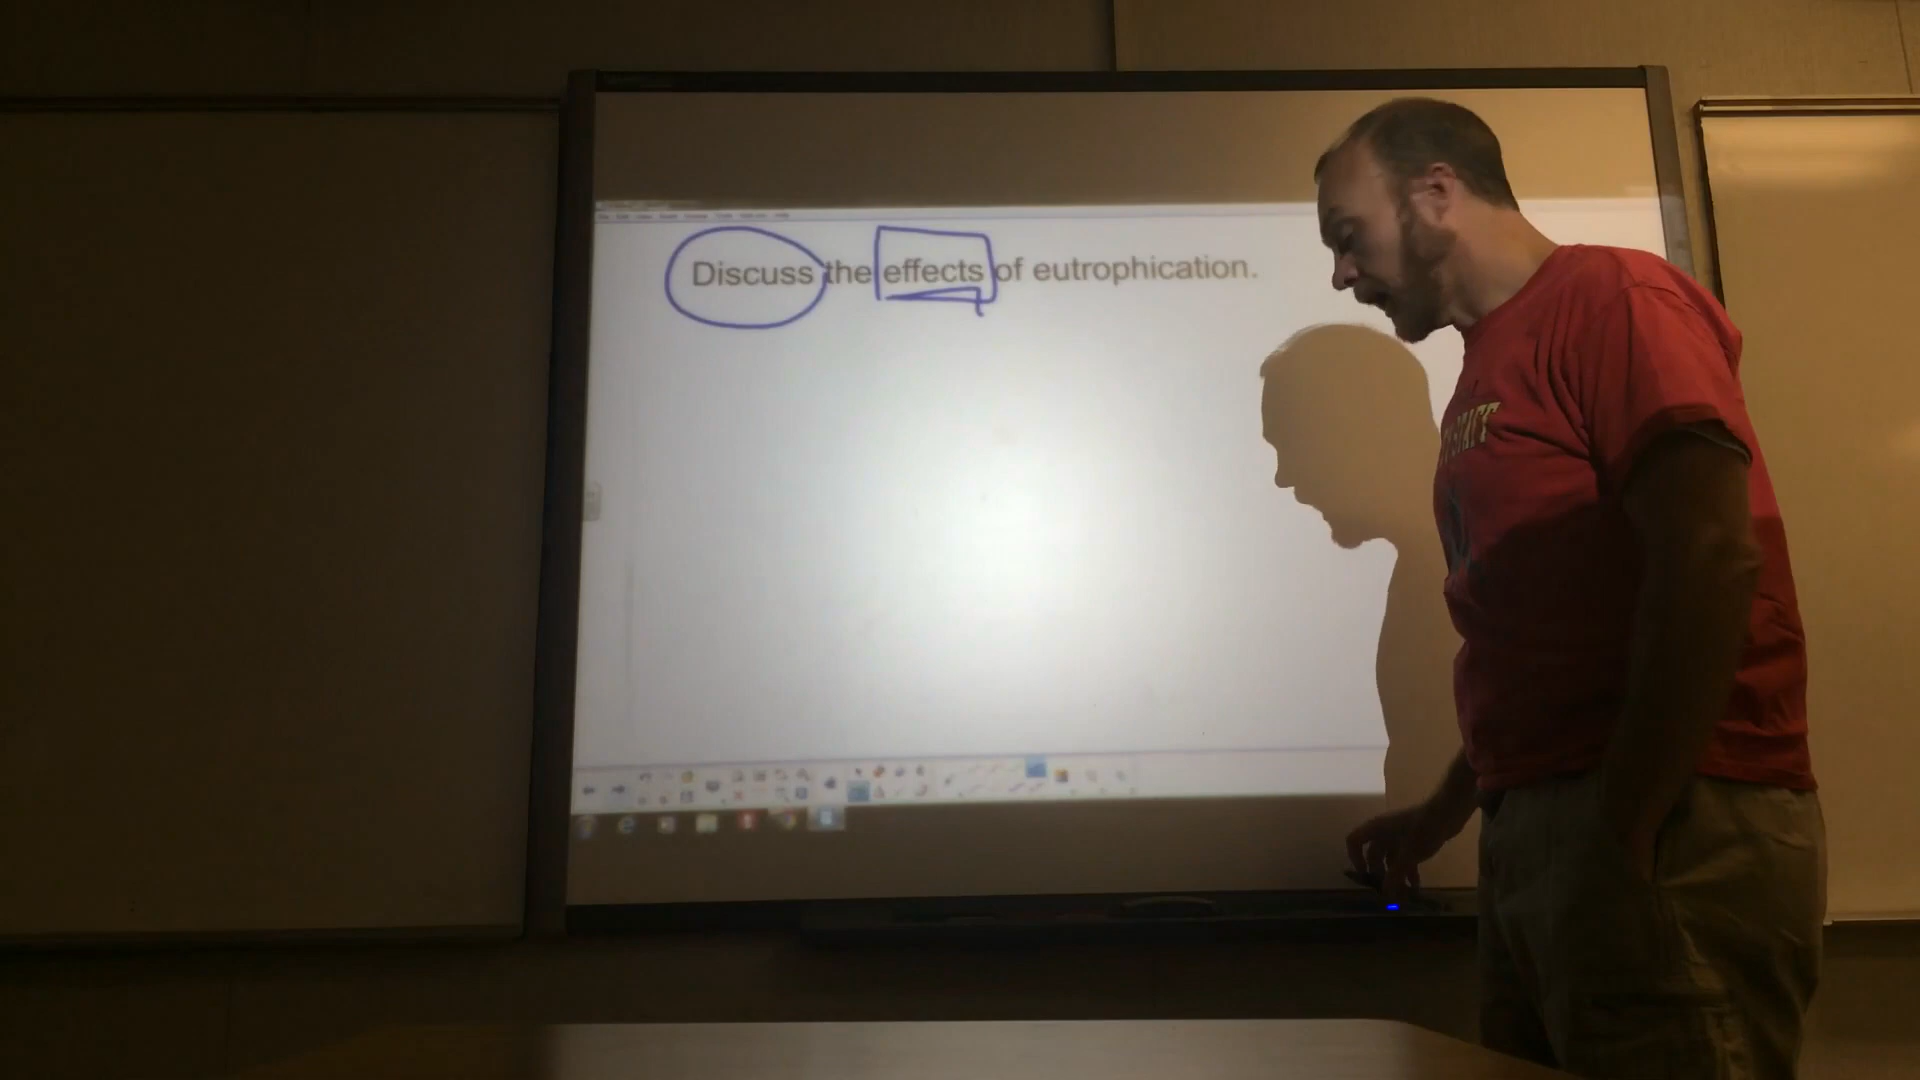 Discuss the effects of eutrophication.